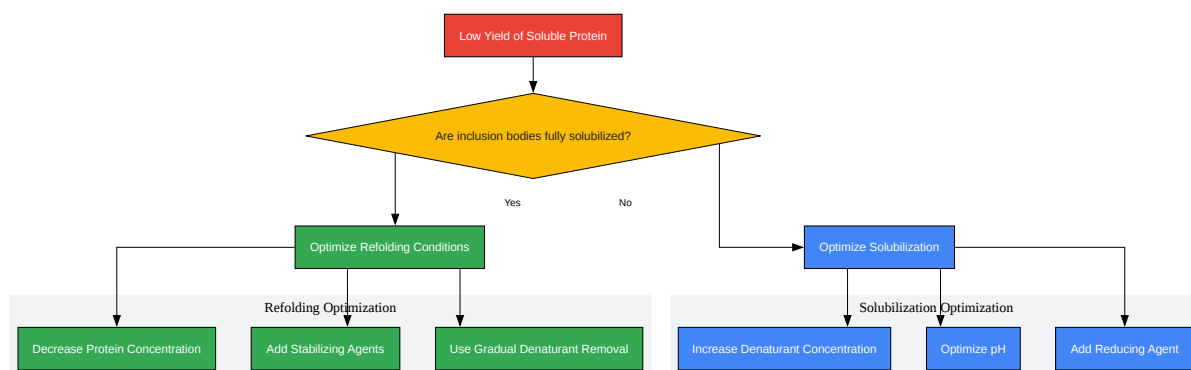 Low Yield of Soluble Protein
Are inclusion bodies fully solubilized?
Yes
No
Optimize Refolding Conditions
Optimize Solubilization
Refolding Optimization
Solubilization Optimization
Decrease Protein Concentration
Add Stabilizing Agents
Use Gradual Denaturant Removal
Increase Denaturant Concentration
Optimize pH
Add Reducing Agent